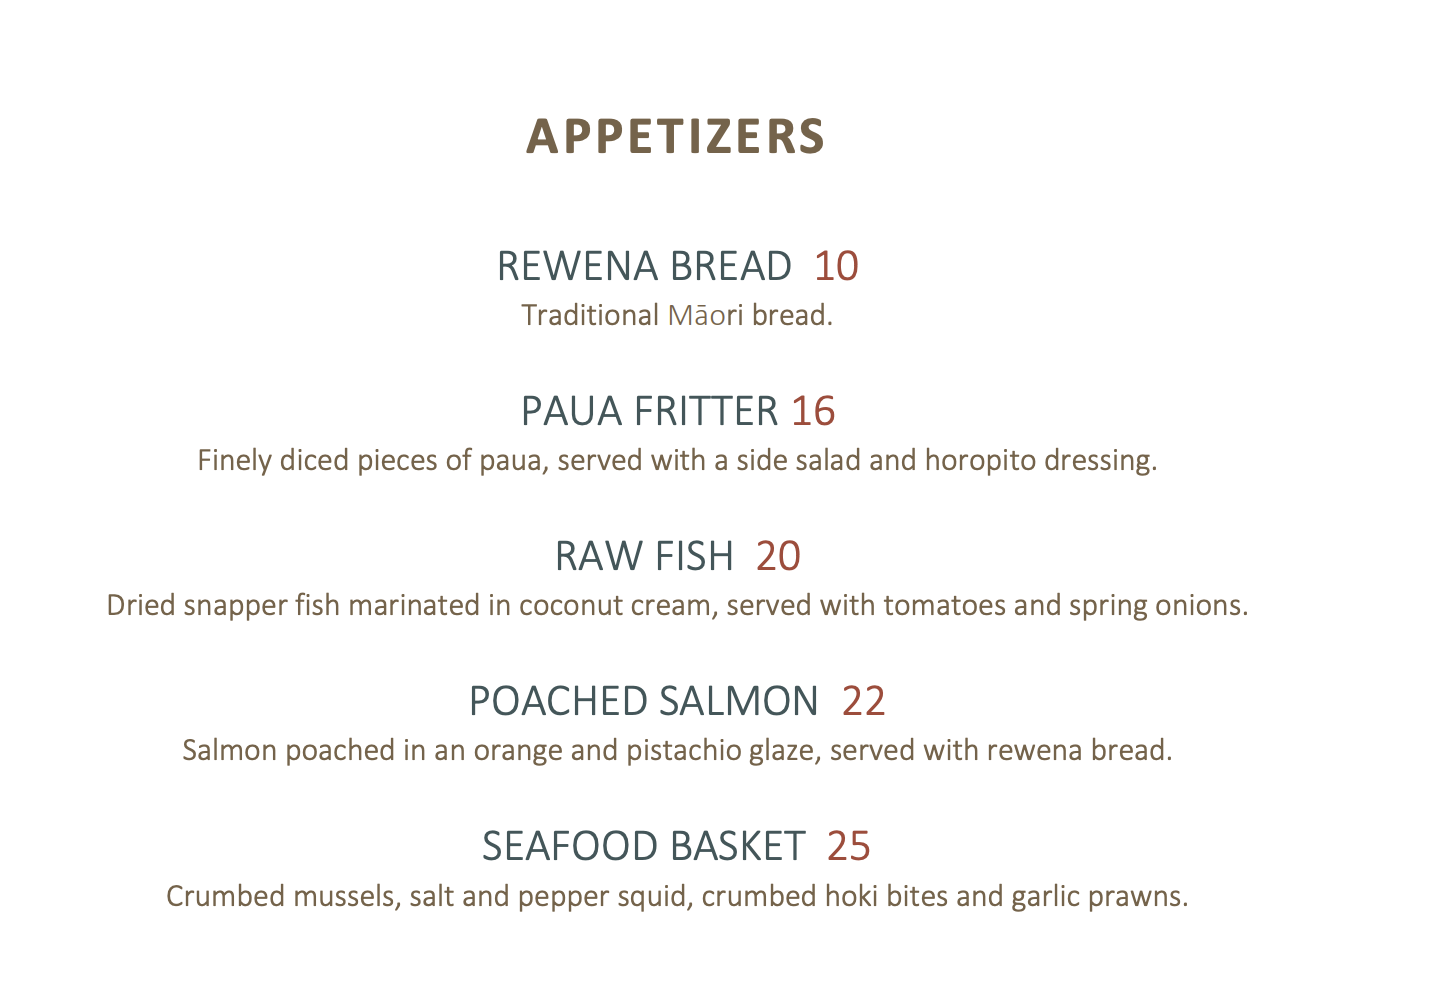 APPETIZERS
REWENA BREAD 10
Traditional Māori bread.
PAUA FRITTER 16
Finely diced pieces of paua, served with a side salad and horopito dressing.
RAW FISH 20
Dried snapper fish marinated in coconut cream, served with tomatoes and spring onions.
POACHED SALMON 22
Salmon poached in an orange and pistachio glaze, served with rewena bread.
SEAFOOD BASKET 25
Crumbed mussels, salt and pepper squid, crumbed hoki bites and garlic prawns.